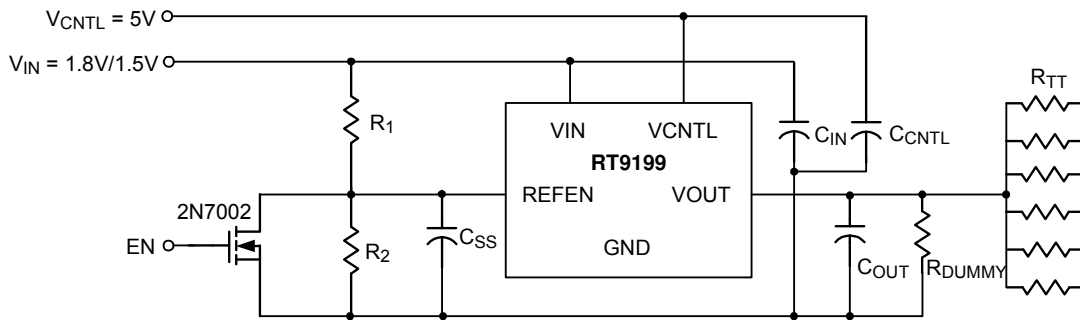 VCNTL = 5V
VIN = 1.8V/1.5V
RTT
R1
VIN
VCNTL
CIN
CCNTL
RT9199
REFEN
VOUT
2N7002
EN
R2
CSS
GND
COUT
RDUMMY